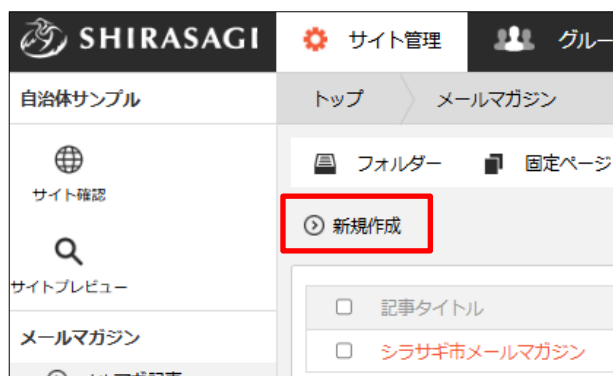 SHIRASAGI サイト管理 グルー
自治体サンプル トップ メールマガジン
サイト確認
フォルダー 固定ページ
新規作成
サイトプレビュー
記事タイトル
メールマガジン
シラサギ市メールマガジン